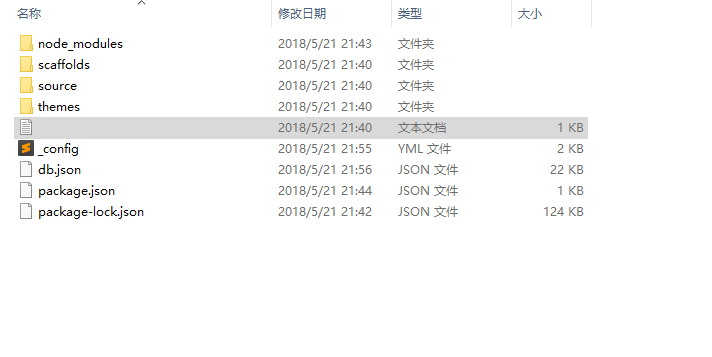 名称 修改日期 类型 大小
node_modules 2018/5/21 21:43 文件夹
scaffolds 2018/5/21 21:40 文件夹
source 2018/5/21 21:40 文件夹
themes 2018/5/21 21:40 文件夹
2018/5/21 21:40 文本文档 1 KB
_config 2018/5/21 21:55 YML 文件 2 KB
db.json 2018/5/21 21:56 JSON 文件 22 KB
package.json 2018/5/21 21:44 JSON 文件 1 KB
package-lock.json 2018/5/21 21:42 JSON 文件 124 KB